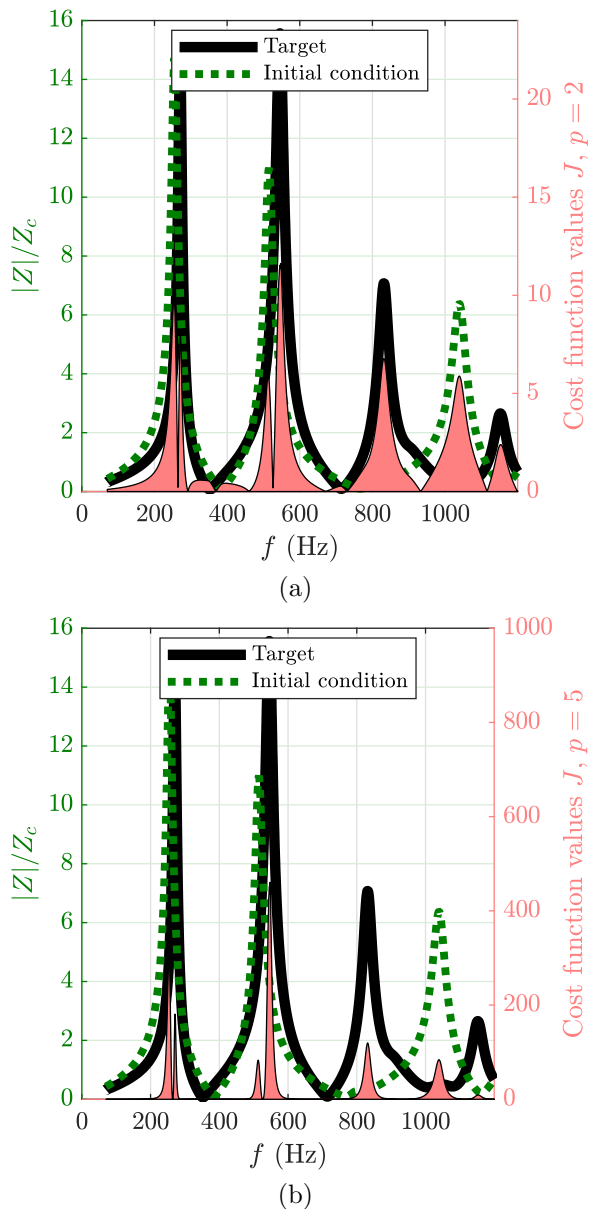 16
14
12
10
8
6
4
2
0
|Z|/Z_c
Target
Initial condition
20
15
10
5
0
Cost function values J, p = 2
0 200 400 600 800 1000
f (Hz)
(a)
16
14
12
10
8
6
4
2
0
|Z|/Z_c
Target
Initial condition
1000
800
600
400
200
0
Cost function values J, p = 5
0 200 400 600 800 1000
f (Hz)
(b)